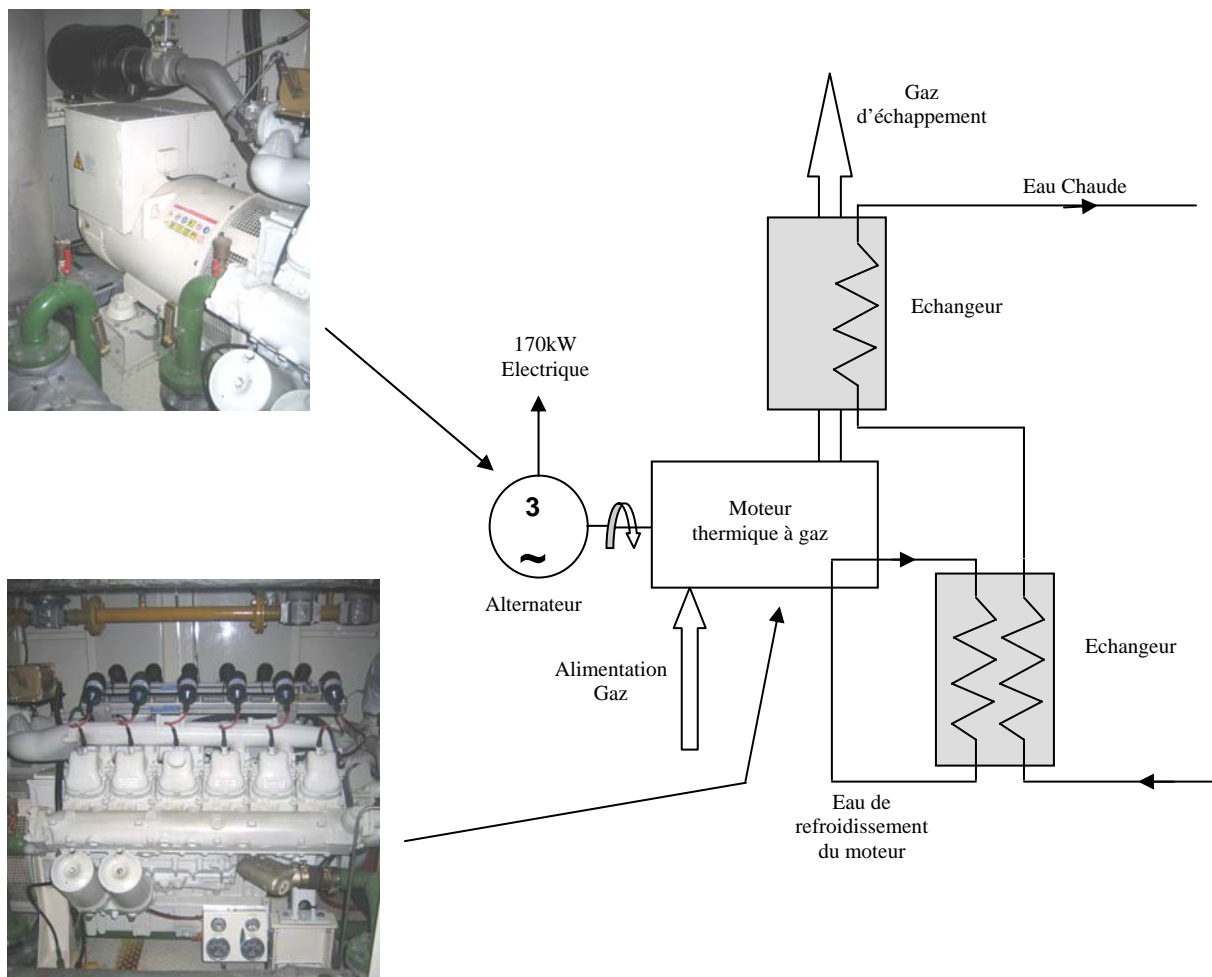 Gaz
d'échappement
Eau Chaude
Echangeur
170kW
Electrique
3
~
Moteur
thermique à gaz
Alternateur
Echangeur
Alimentation
Gaz
Eau de
refroidissement
du moteur